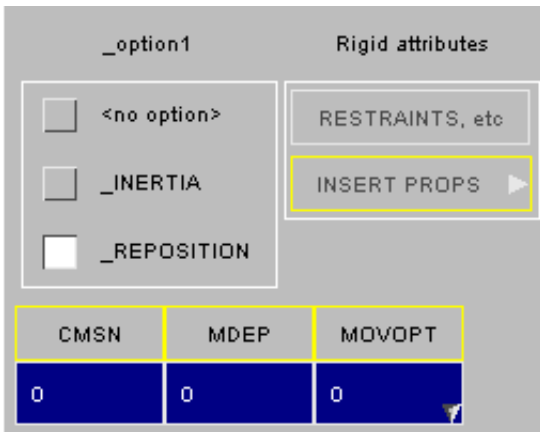 _option1 Rigid attributes
<no option> RESTRAINTS, etc
_INERTIA INSERT PROPS
_REPOSITION
CMSN MDEP MOVOPT
0 0 0